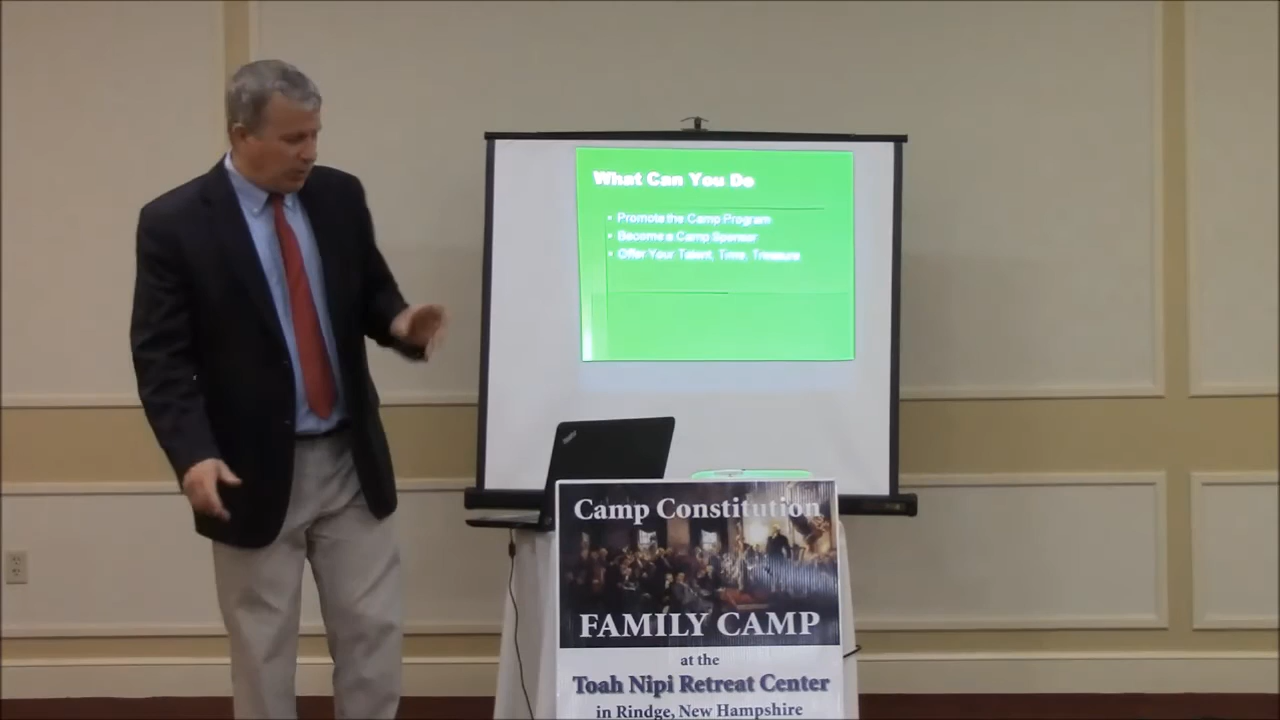 What Can You Do
Promote the Camp Program
Become a Camp Sponsor
Offer Your Talent, Time, Treasure
ThinkPad
Camp Constitution
FAMILY CAMP
at the
Toah Nipi Retreat Center
in Rindge, New Hampshire